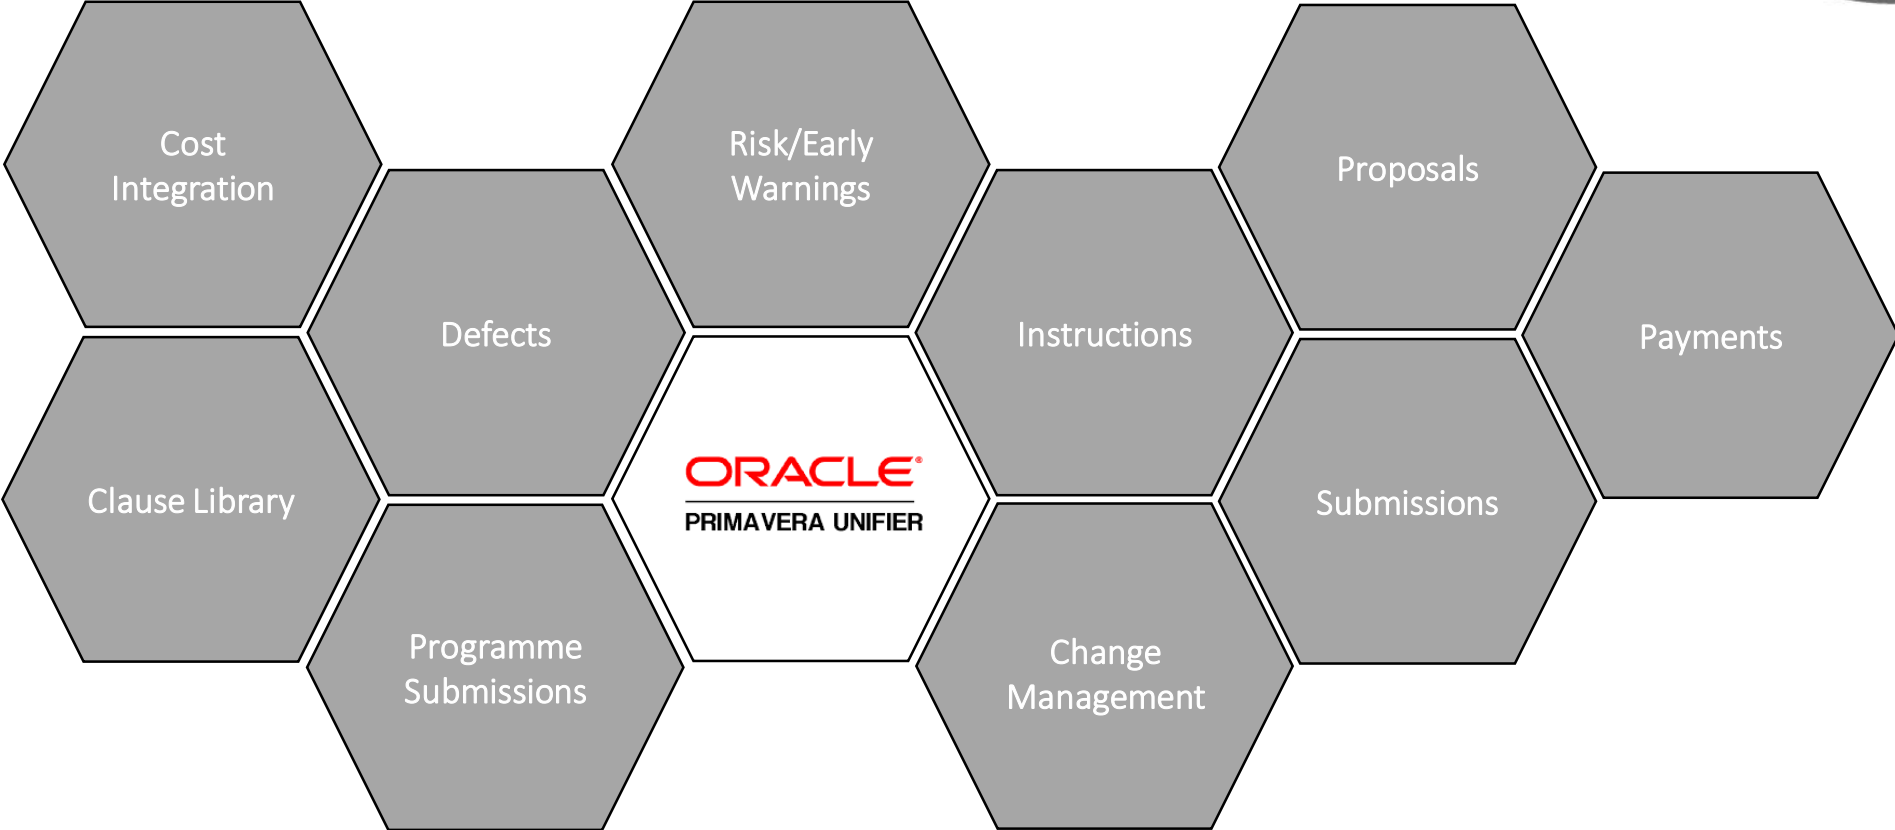 Cost
Integration
Risk/Early
Warnings
Proposals
Defects
Instructions
Payments
Clause Library
ORACLE®
PRIMAVERA UNIFIER
Submissions
Programme
Submissions
Change
Management